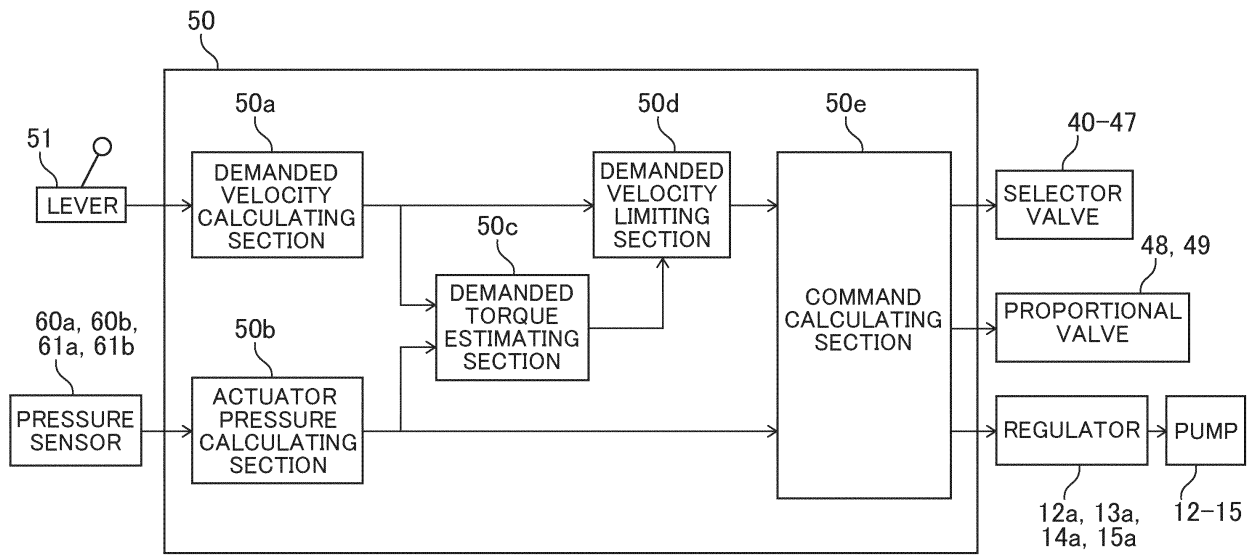 50
50a
50d
50e
40-47
51
LEVER
DEMANDED
VELOCITY
CALCULATING
SECTION
DEMANDED
VELOCITY
LIMITING
SECTION
SELECTOR
VALVE
50c
DEMANDED
TORQUE
ESTIMATING
SECTION
COMMAND
CALCULATING
SECTION
48, 49
PROPORTIONAL
VALVE
60a, 60b,
61a, 61b
PRESSURE
SENSOR
50b
ACTUATOR
PRESSURE
CALCULATING
SECTION
REGULATOR
PUMP
12a, 13a,
14a, 15a
12-15